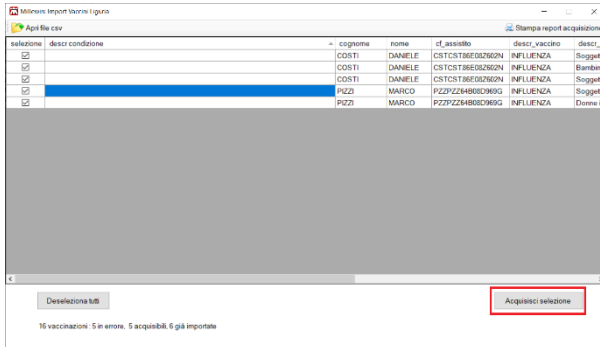 Millewin Import Vaccini Liguria
Apri file csv Stampa report acquisizione
selezione descr condizione cognome nome cf_assistito descr_vaccino descr_
COSTI DANIELE CSTCST86E08Z602N INFLUENZA Sogget
COSTI DANIELE CSTCST86E08Z602N INFLUENZA Bambin
COSTI DANIELE CSTCST86E08Z602N INFLUENZA Sogget
PIZZI MARCO PZZPZZ64B08D969G INFLUENZA Sogget
PIZZI MARCO PZZPZZ64B08D969G INFLUENZA Donne i
Deseleziona tutti Acquisisci selezione
16 vaccinazioni : 5 in errore, 5 acquisibili, 6 già importate